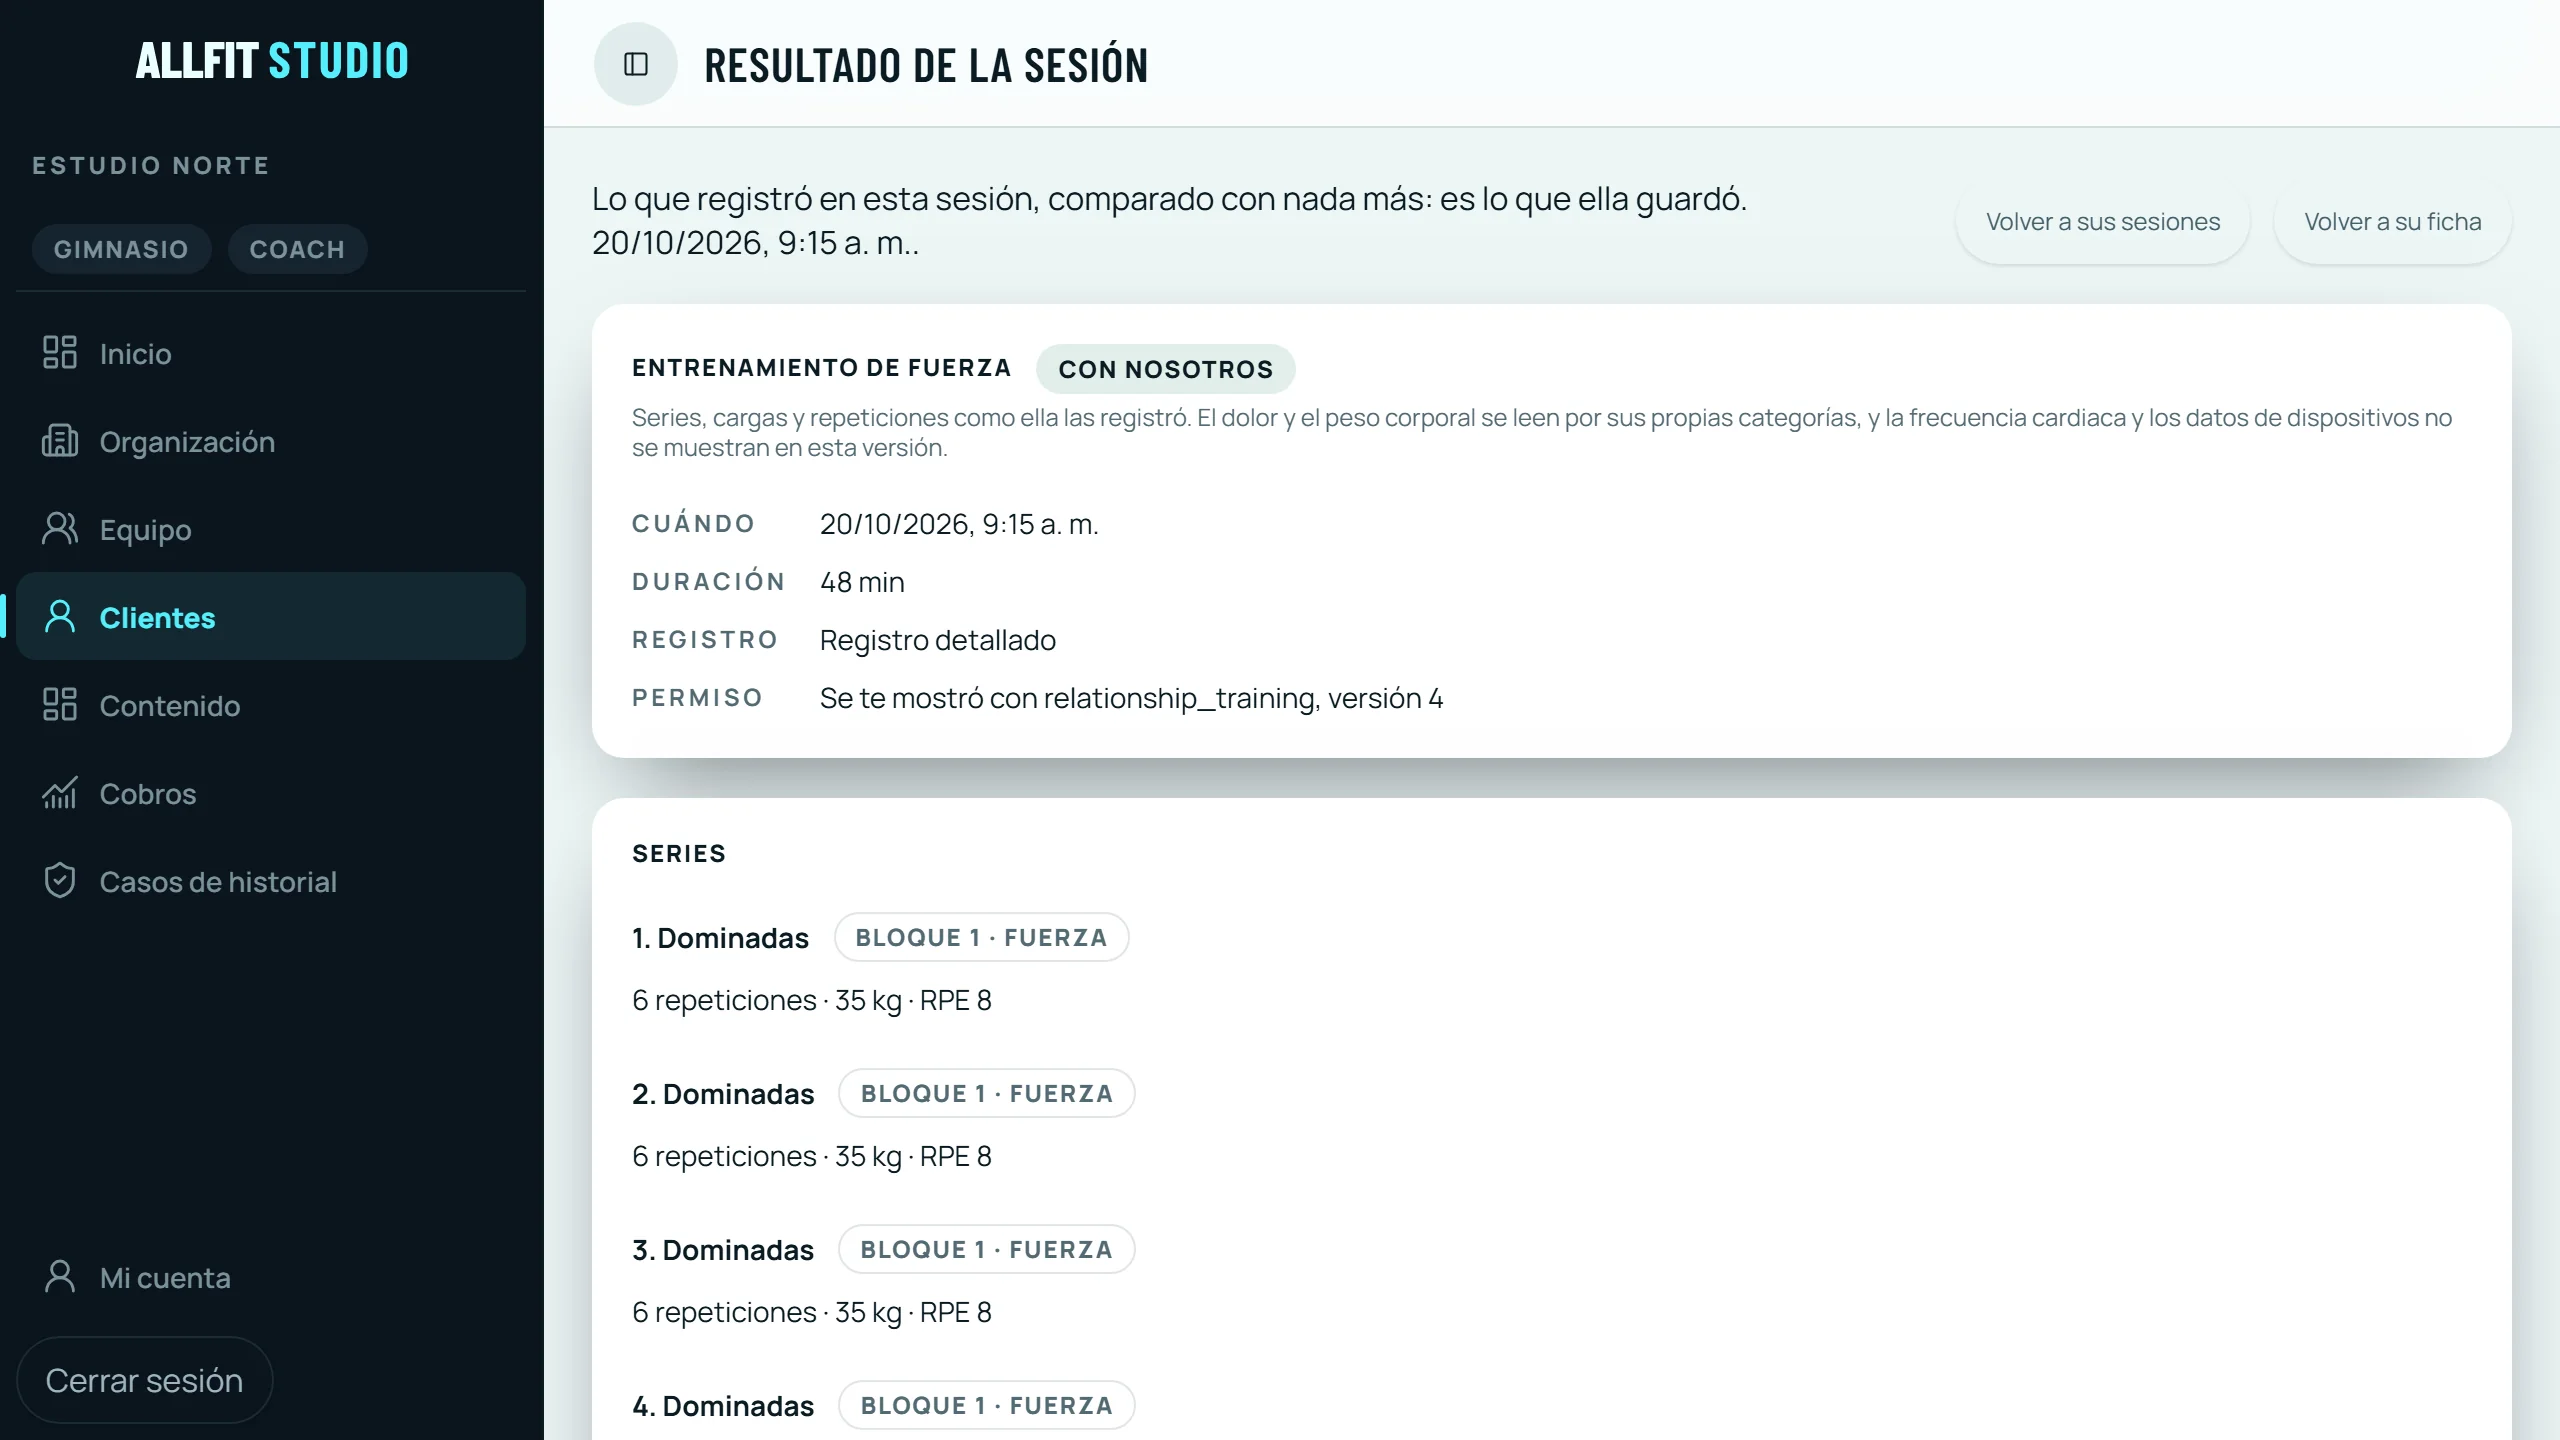 ALLFIT STUDIO
ESTUDIO NORTE
GIMNASIO COACH
Inicio
Organización
Equipo
Clientes
Contenido
Cobros
Casos de historial
Mi cuenta
Cerrar sesión
RESULTADO DE LA SESIÓN
Lo que registró en esta sesión, comparado con nada más: es lo que ella guardó.
20/10/2026, 9:15 a. m..
Volver a sus sesiones
Volver a su ficha
ENTRENAMIENTO DE FUERZA CON NOSOTROS
Series, cargas y repeticiones como ella las registró. El dolor y el peso corporal se leen por sus propias categorías, y la frecuencia cardiaca y los datos de dispositivos no
se muestran en esta versión.
CUÁNDO 20/10/2026, 9:15 a. m.
DURACIÓN 48 min
REGISTRO Registro detallado
PERMISO Se te mostró con relationship_training, versión 4
SERIES
1. Dominadas BLOQUE 1 · FUERZA
6 repeticiones · 35 kg · RPE 8
2. Dominadas BLOQUE 1 · FUERZA
6 repeticiones · 35 kg · RPE 8
3. Dominadas BLOQUE 1 · FUERZA
6 repeticiones · 35 kg · RPE 8
4. Dominadas BLOQUE 1 · FUERZA